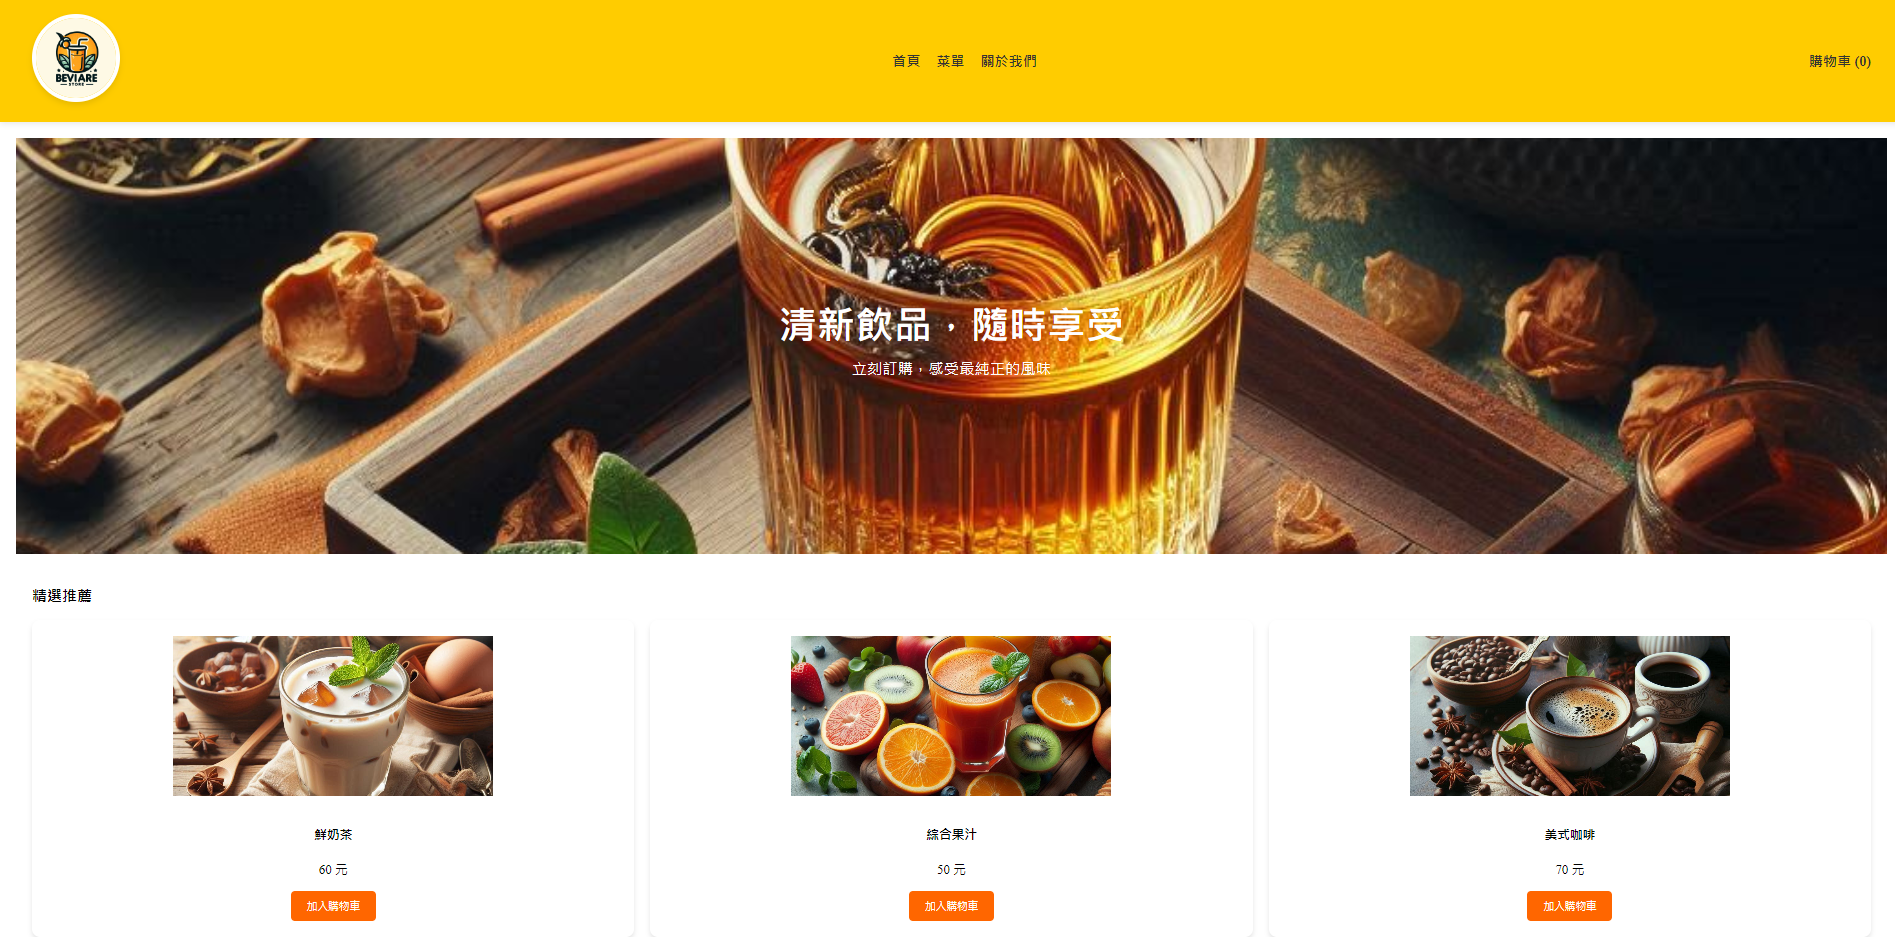 BEVIARE
STORE
首頁 菜單 關於我們
購物車 (0)
清新飲品，隨時享受
立刻訂購，感受最純正的風味
精選推薦
鮮奶茶
60 元
加入購物車
綜合果汁
50 元
加入購物車
美式咖啡
70 元
加入購物車